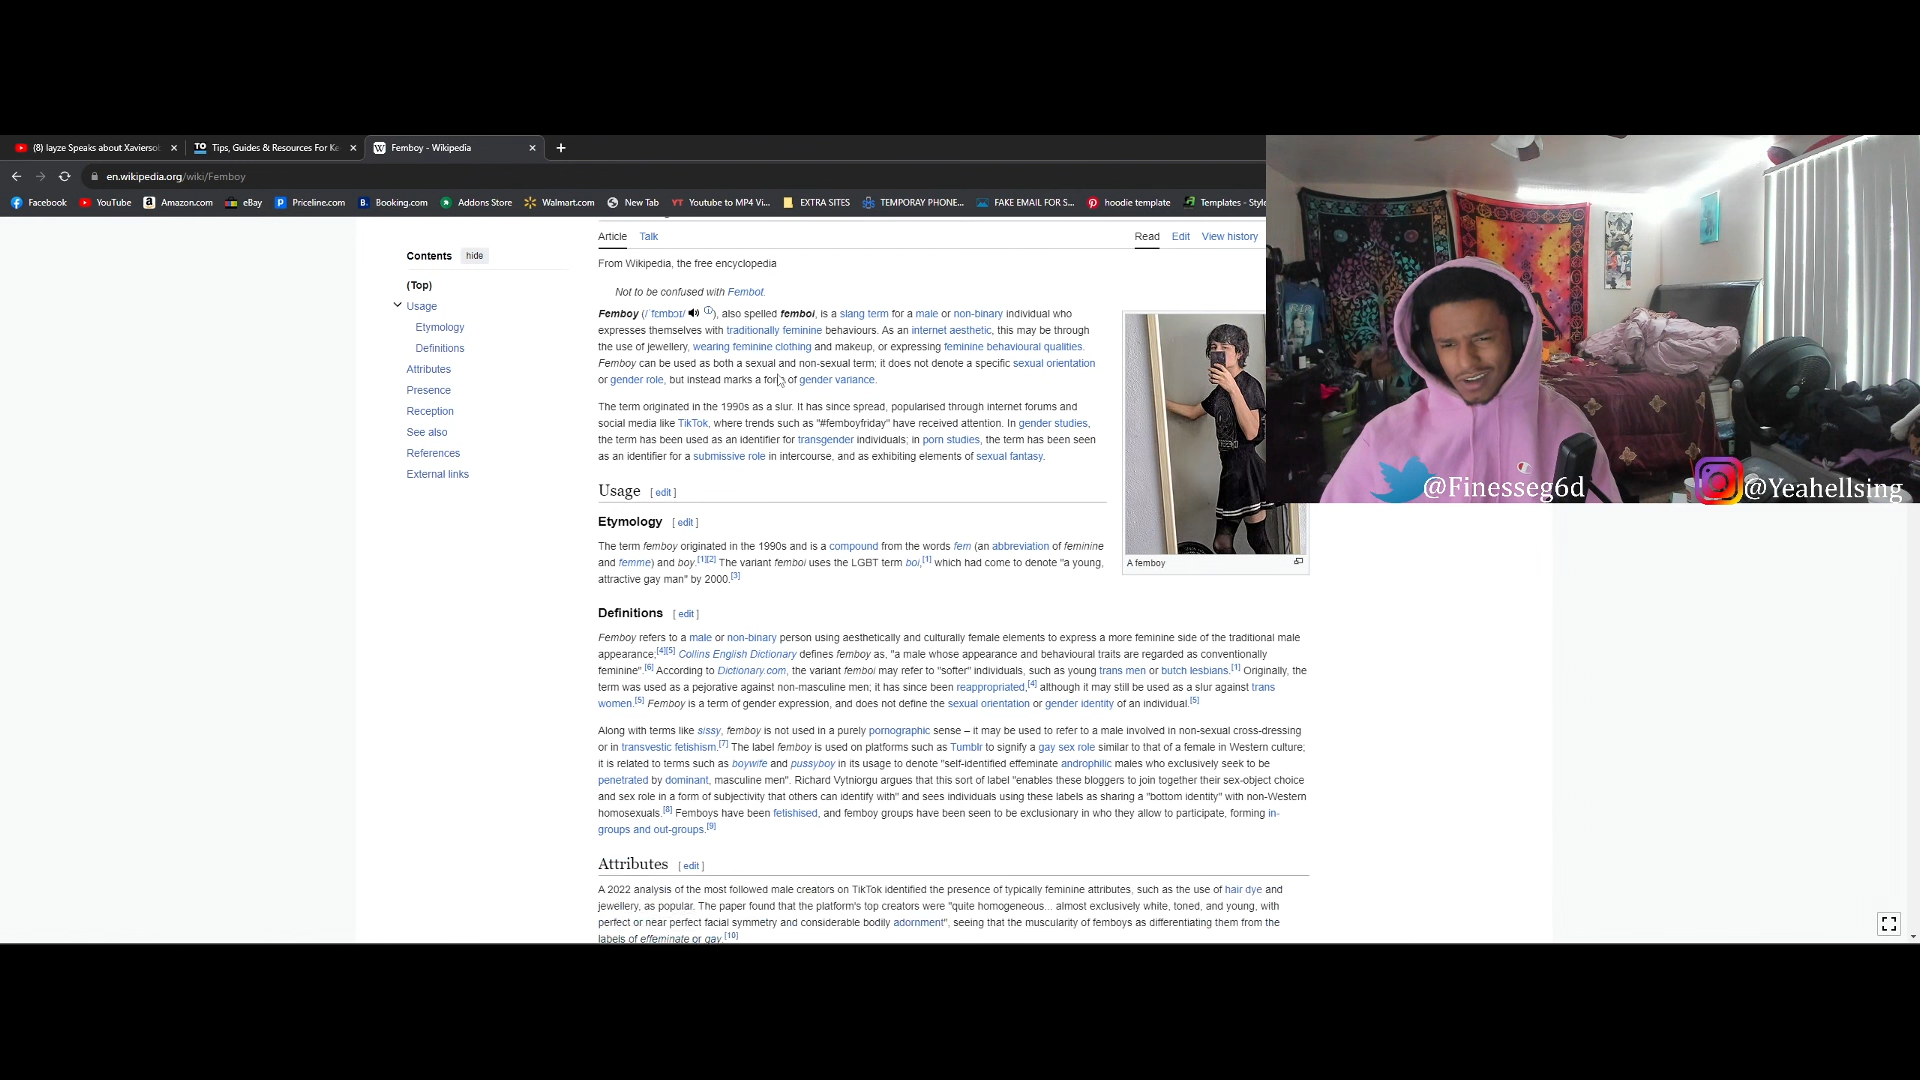 (8) layze Speaks about Xavierso
Tips, Guides & Resources For Ke
Femboy - Wikipedia
en.wikipedia.org/wiki/Femboy
Facebook YouTube Amazon.com eBay Priceline.com Booking.com Addons Store Walmart.com New Tab Youtube to MP4 Vi... EXTRA SITES TEMPORAY PHONE... FAKE EMAIL FOR S... hoodie template Templates - Style
Contents hide
(Top)
Usage
Etymology
Definitions
Attributes
Presence
Reception
See also
References
External links
Article Talk Read Edit View history
From Wikipedia, the free encyclopedia
Not to be confused with Fembot.
Femboy (/ˈfɛmbɔɪ/ ), also spelled femboi, is a slang term for a male or non-binary individual who
expresses themselves with traditionally feminine behaviours. As an internet aesthetic, this may be through
the use of jewellery, wearing feminine clothing and makeup, or expressing feminine behavioural qualities.
Femboy can be used as both a sexual and non-sexual term; it does not denote a specific sexual orientation
or gender role, but instead marks a form of gender variance.
The term originated in the 1990s as a slur. It has since spread, popularised through internet forums and
social media like TikTok, where trends such as "#femboyfriday" have received attention. In gender studies,
the term has been used as an identifier for transgender individuals; in porn studies, the term has been seen
as an identifier for a submissive role in intercourse, and as exhibiting elements of sexual fantasy.
A femboy
Usage [ edit ]
Etymology [ edit ]
The term femboy originated in the 1990s and is a compound from the words fem (an abbreviation of feminine
and femme) and boy.[1][2] The variant femboi uses the LGBT term boi,[1] which had come to denote "a young,
attractive gay man" by 2000.[3]
Definitions [ edit ]
Femboy refers to a male or non-binary person using aesthetically and culturally female elements to express a more feminine side of the traditional male
appearance;[4][5] Collins English Dictionary defines femboy as, "a male whose appearance and behavioural traits are regarded as conventionally
feminine".[6] According to Dictionary.com, the variant femboi may refer to "softer" individuals, such as young trans men or butch lesbians.[1] Originally, the
term was used as a pejorative against non-masculine men; it has since been reappropriated,[4] although it may still be used as a slur against trans
women.[5] Femboy is a term of gender expression, and does not define the sexual orientation or gender identity of an individual.[5]
Along with terms like sissy, femboy is not used in a purely pornographic sense – it may be used to refer to a male involved in non-sexual cross-dressing
or in transvestic fetishism.[7] The label femboy is used on platforms such as Tumblr to signify a gay sex role similar to that of a female in Western culture;
it is related to terms such as boywife and pussyboy in its usage to denote "self-identified effeminate androphilic males who exclusively seek to be
penetrated by dominant, masculine men". Richard Vytniorgu argues that this sort of label "enables these bloggers to join together their sex-object choice
and sex role in a form of subjectivity that others can identify with" and sees individuals using these labels as sharing a "bottom identity" with non-Western
homosexuals.[8] Femboys have been fetishised, and femboy groups have been seen to be exclusionary in who they allow to participate, forming in-
groups and out-groups.[9]
Attributes [ edit ]
A 2022 analysis of the most followed male creators on TikTok identified the presence of typically feminine attributes, such as the use of hair dye and
jewellery, as popular. The paper found that the platform's top creators were "quite homogeneous... almost exclusively white, toned, and young, with
perfect or near perfect facial symmetry and considerable bodily adornment", seeing that the muscularity of femboys as differentiating them from the
labels of effeminate or gay.[10]
@Finesseg6d
@Yeahellsing